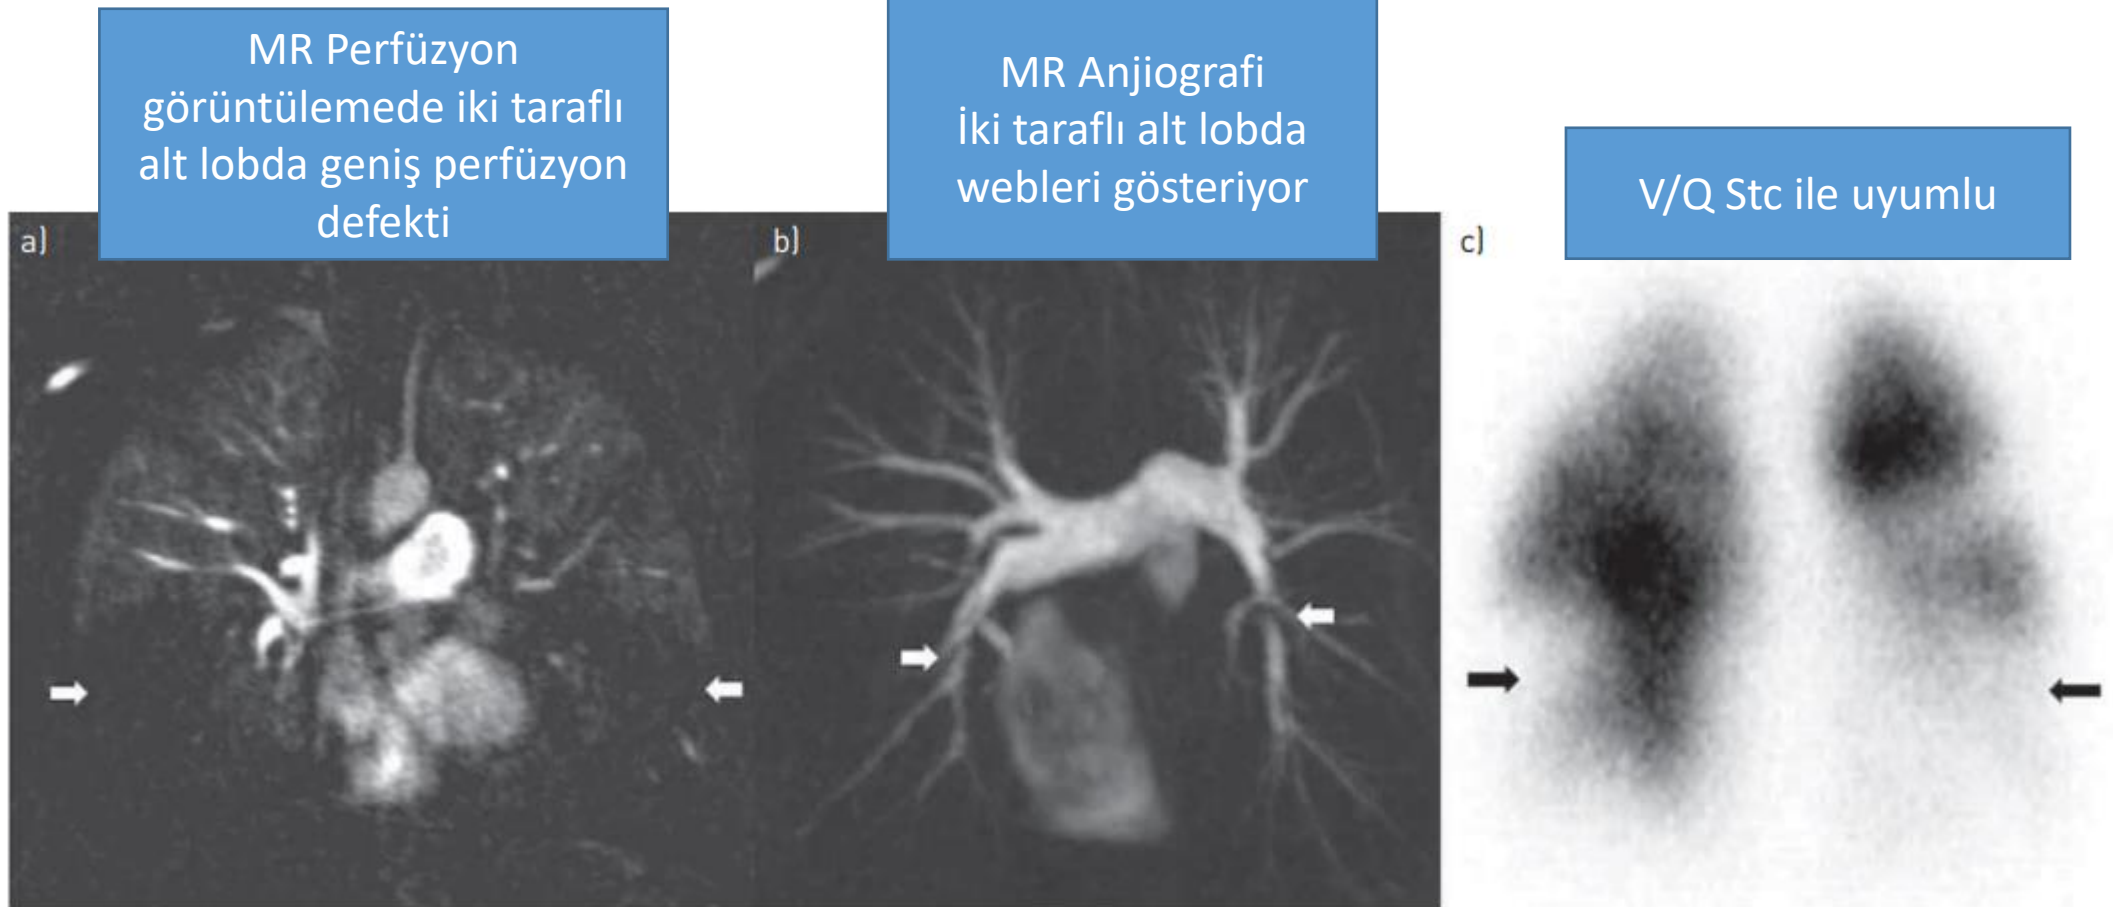 MR Perfüzyon
görüntülemede iki taraflı
alt lobda geniş perfüzyon
defekti
MR Anjiografi
İki taraflı alt lobda
webleri gösteriyor
V/Q Stc ile uyumlu
a)
b)
c)